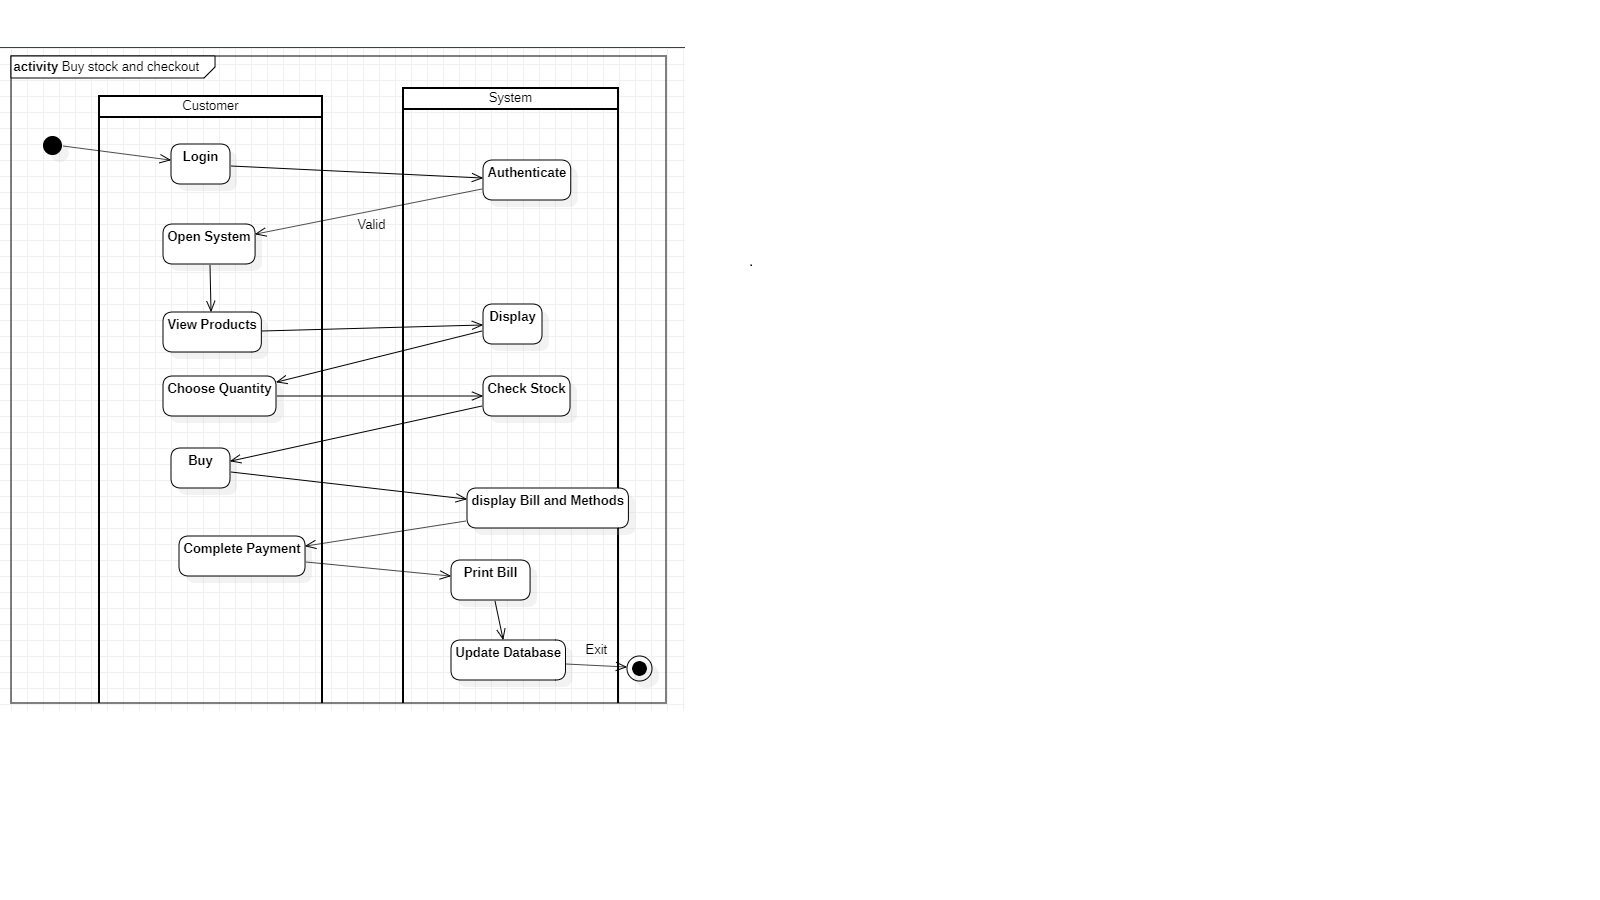 activity Buy stock and checkout
Customer
System
Login
Authenticate
Valid
Open System
View Products
Display
Choose Quantity
Check Stock
Buy
display Bill and Methods
Complete Payment
Print Bill
Update Database
Exit
.